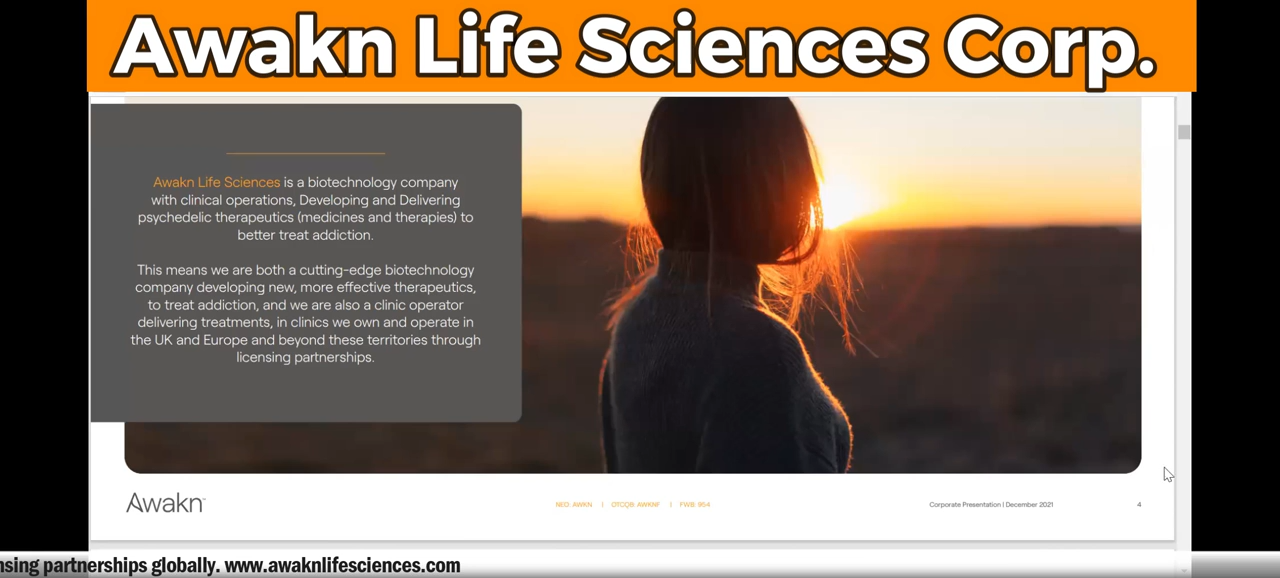 Awakn Life Sciences Corp.
Awakn Life Sciences is a biotechnology company
with clinical operations, Developing and Delivering
psychedelic therapeutics (medicines and therapies) to
better treat addiction.
This means we are both a cutting-edge biotechnology
company developing new, more effective therapeutics,
to treat addiction, and we are also a clinic operator
delivering treatments, in clinics we own and operate in
the UK and Europe and beyond these territories through
licensing partnerships.
Awakn™
NEO: AWKN | OTCQB: AWKNF | FWB: 954
Corporate Presentation | December 2021
4
nsing partnerships globally. www.awaknlifesciences.com